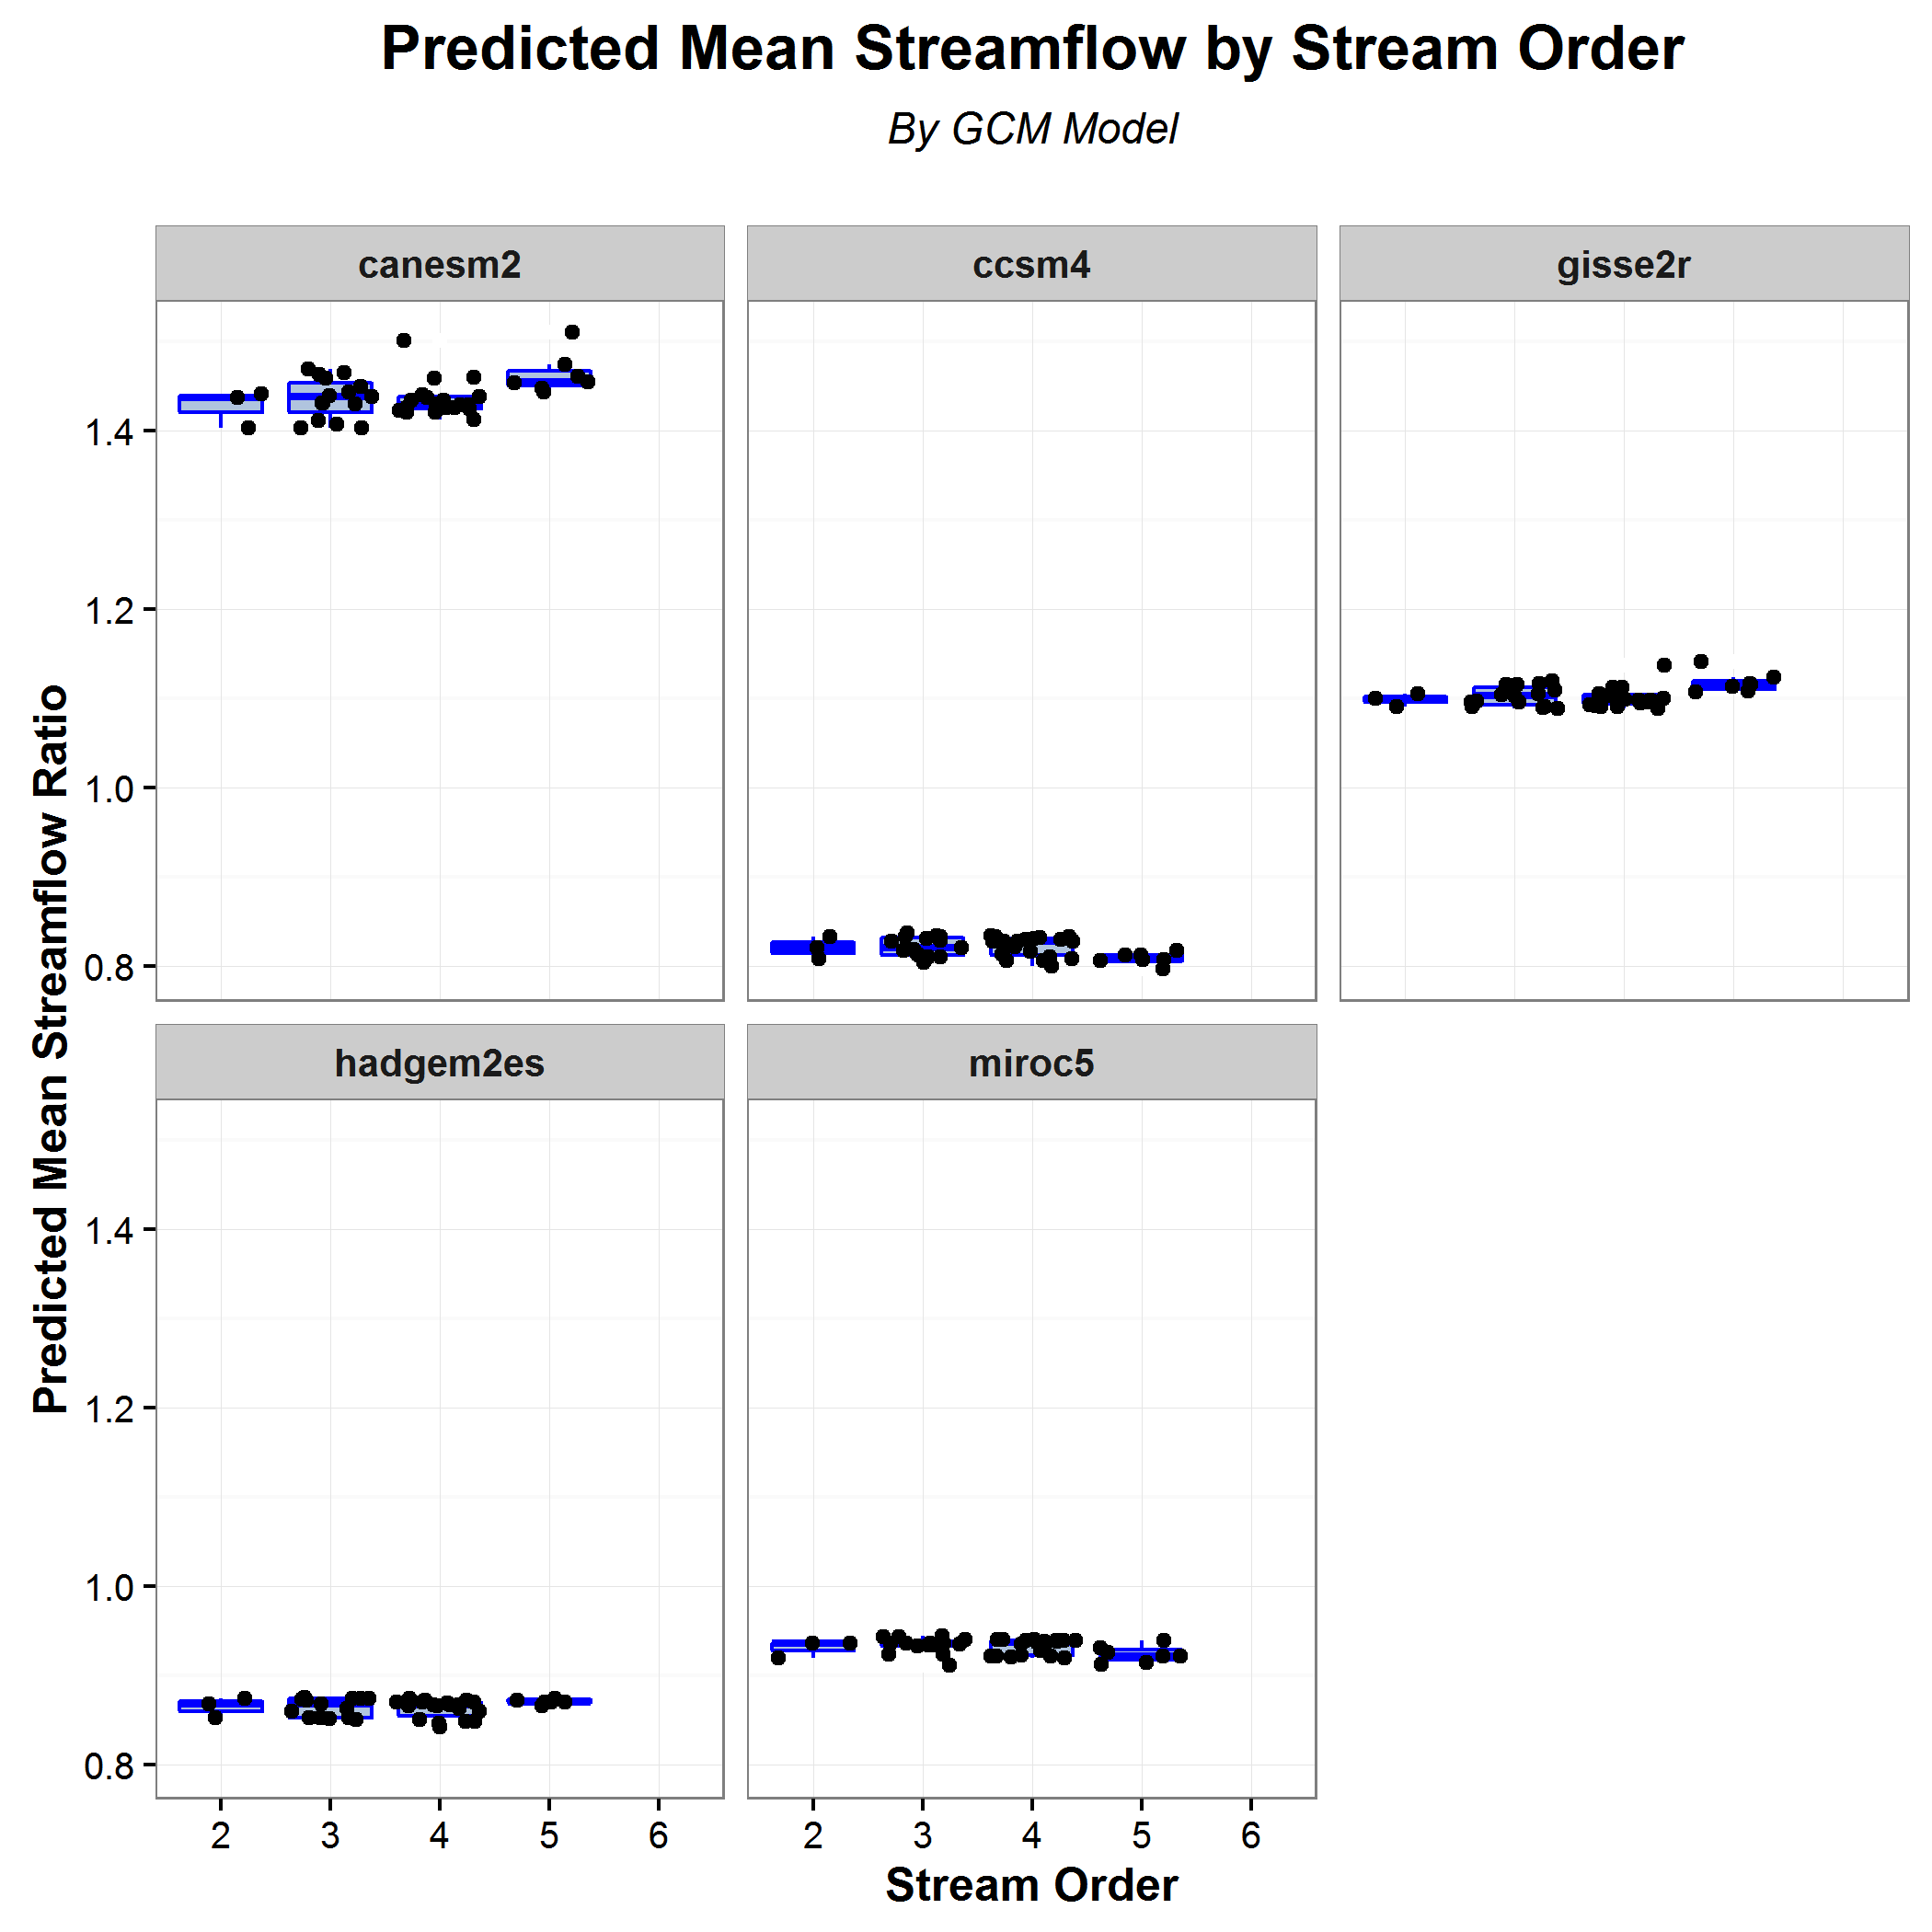 Predicted Mean Streamflow by Stream Order
By GCM Model
canesm2
ccsm4
gisse2r
1.4
1.2
1.0
0.8
hadgem2es
miroc5
1.4
1.2
1.0
0.8
Predicted Mean Streamflow Ratio
2 3 4 5 6
2 3 4 5 6
Stream Order